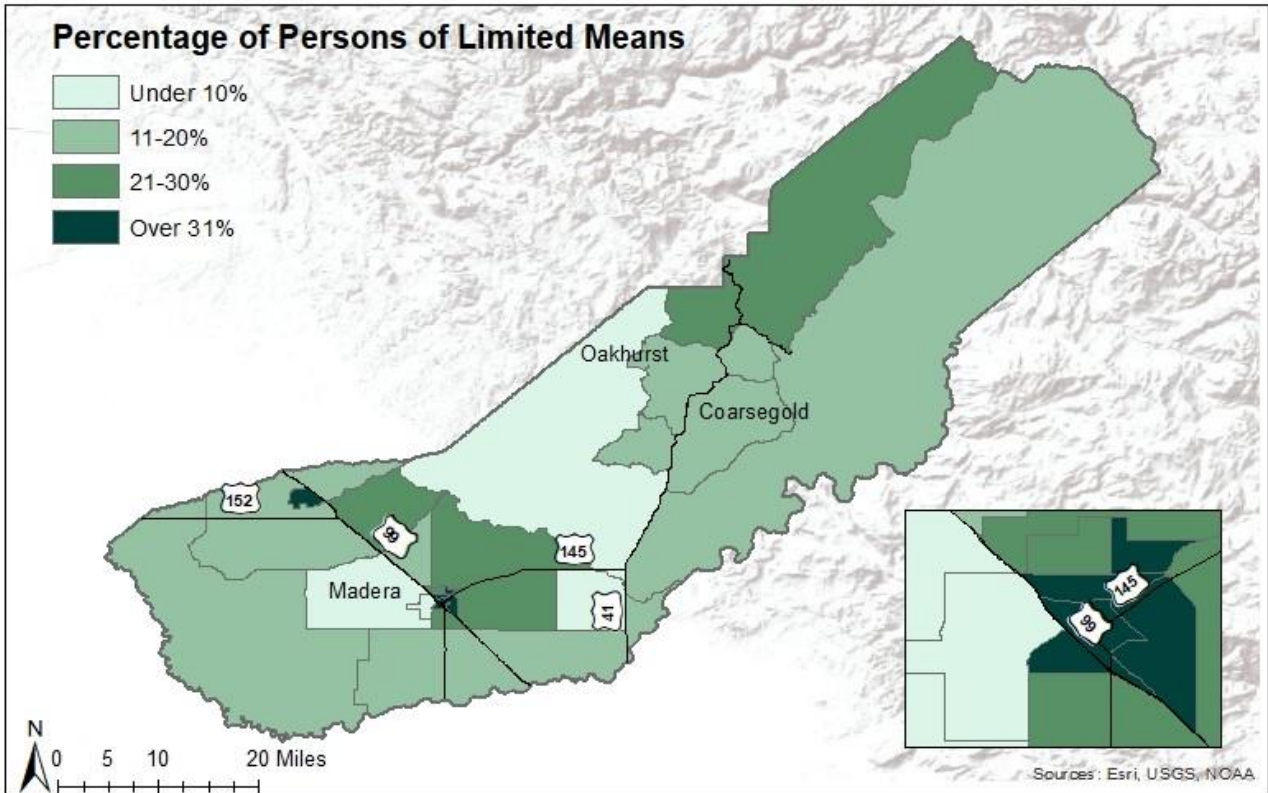 Percentage of Persons of Limited Means
Under 10%
11-20%
21-30%
Over 31%
Oakhurst
Coarsegold
152
99
145
Madera
41
145
99
N
0 5 10 20 Miles
Sources: Esri, USGS, NOAA